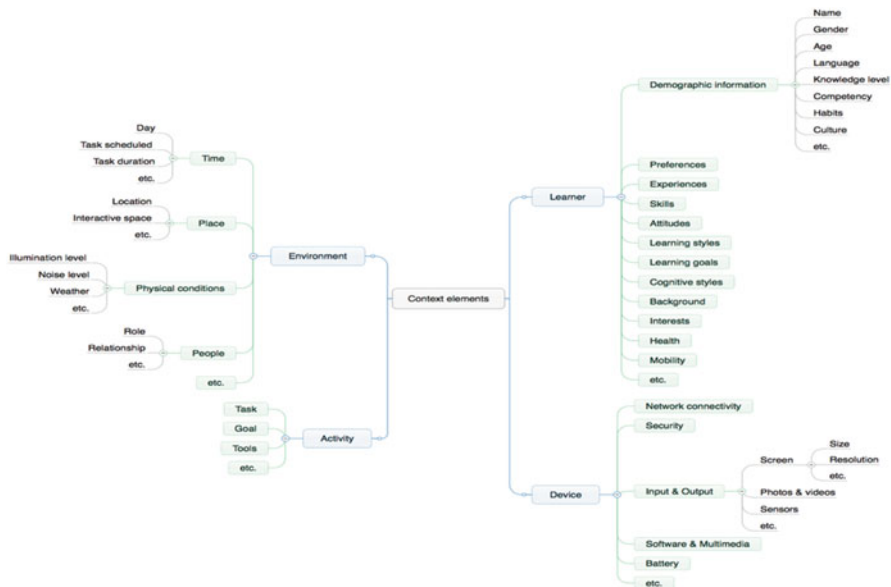 Context elements
Learner
Demographic information
Name
Gender
Age
Language
Knowledge level
Competency
Habits
Culture
etc.
Preferences
Experiences
Skills
Attitudes
Learning styles
Learning goals
Cognitive styles
Background
Interests
Health
Mobility
etc.
Device
Network connectivity
Security
Input & Output
Screen
Size
Resolution
etc.
Photos & videos
Sensors
etc.
Software & Multimedia
Battery
etc.
Environment
Time
Day
Task scheduled
Task duration
etc.
Place
Location
Interactive space
etc.
Physical conditions
Illumination level
Noise level
Weather
etc.
People
Role
Relationship
etc.
etc.
Activity
Task
Goal
Tools
etc.